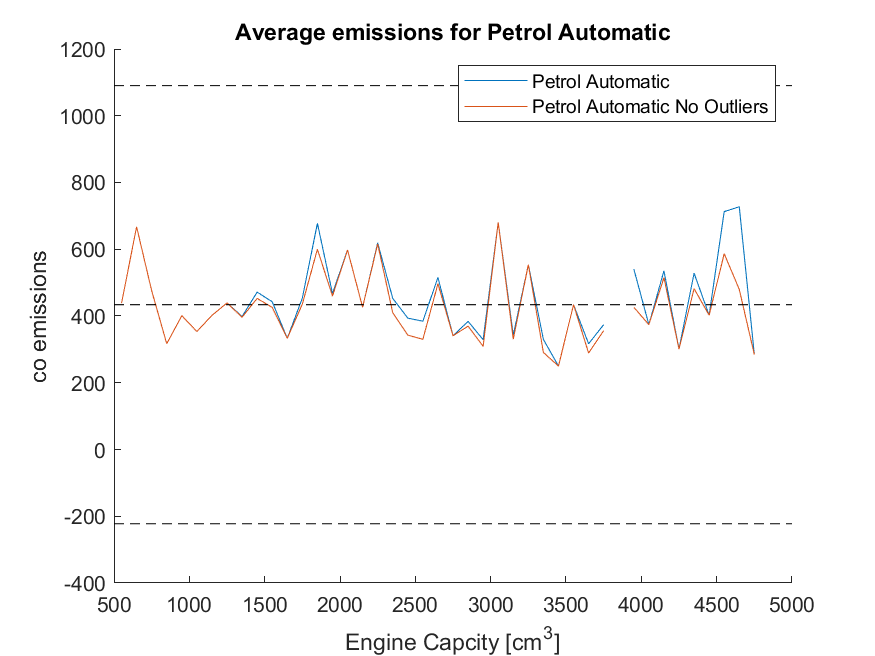 Average emissions for Petrol Automatic
Petrol Automatic
Petrol Automatic No Outliers
1200
1000
800
600
400
200
0
-200
-400
co emissions
500 1000 1500 2000 2500 3000 3500 4000 4500 5000
Engine Capcity [cm³]